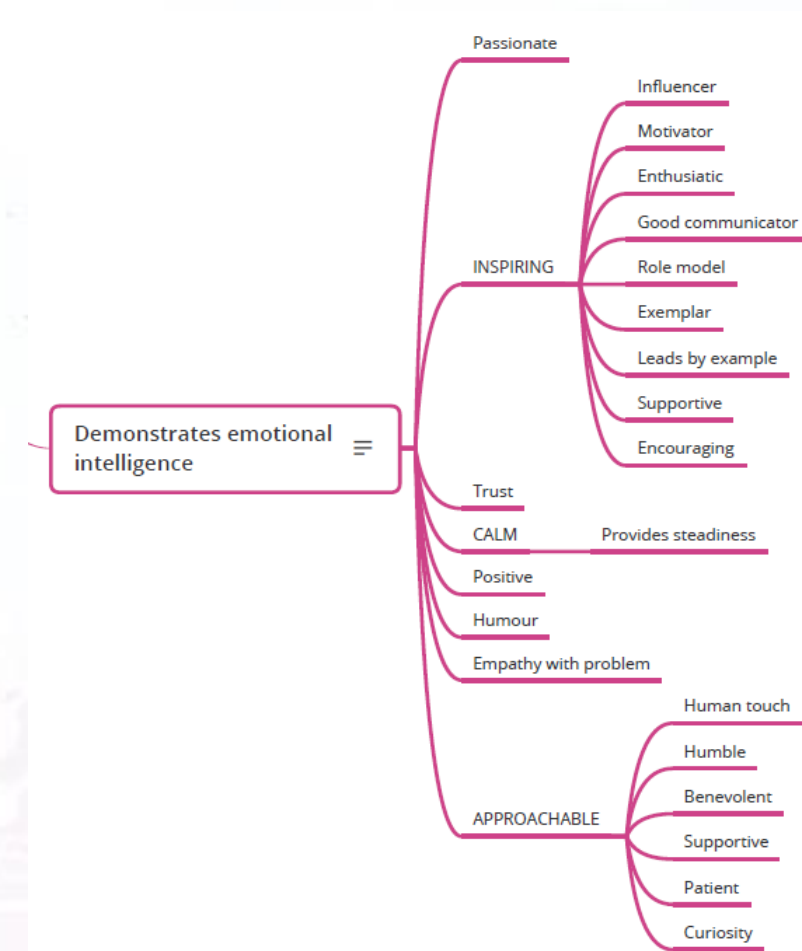 Passionate
Influencer
Motivator
Enthusiatic
Good communicator
INSPIRING
Role model
Exemplar
Leads by example
Supportive
Encouraging
Demonstrates emotional
intelligence
Trust
CALM
Provides steadiness
Positive
Humour
Empathy with problem
Human touch
Humble
Benevolent
APPROACHABLE
Supportive
Patient
Curiosity